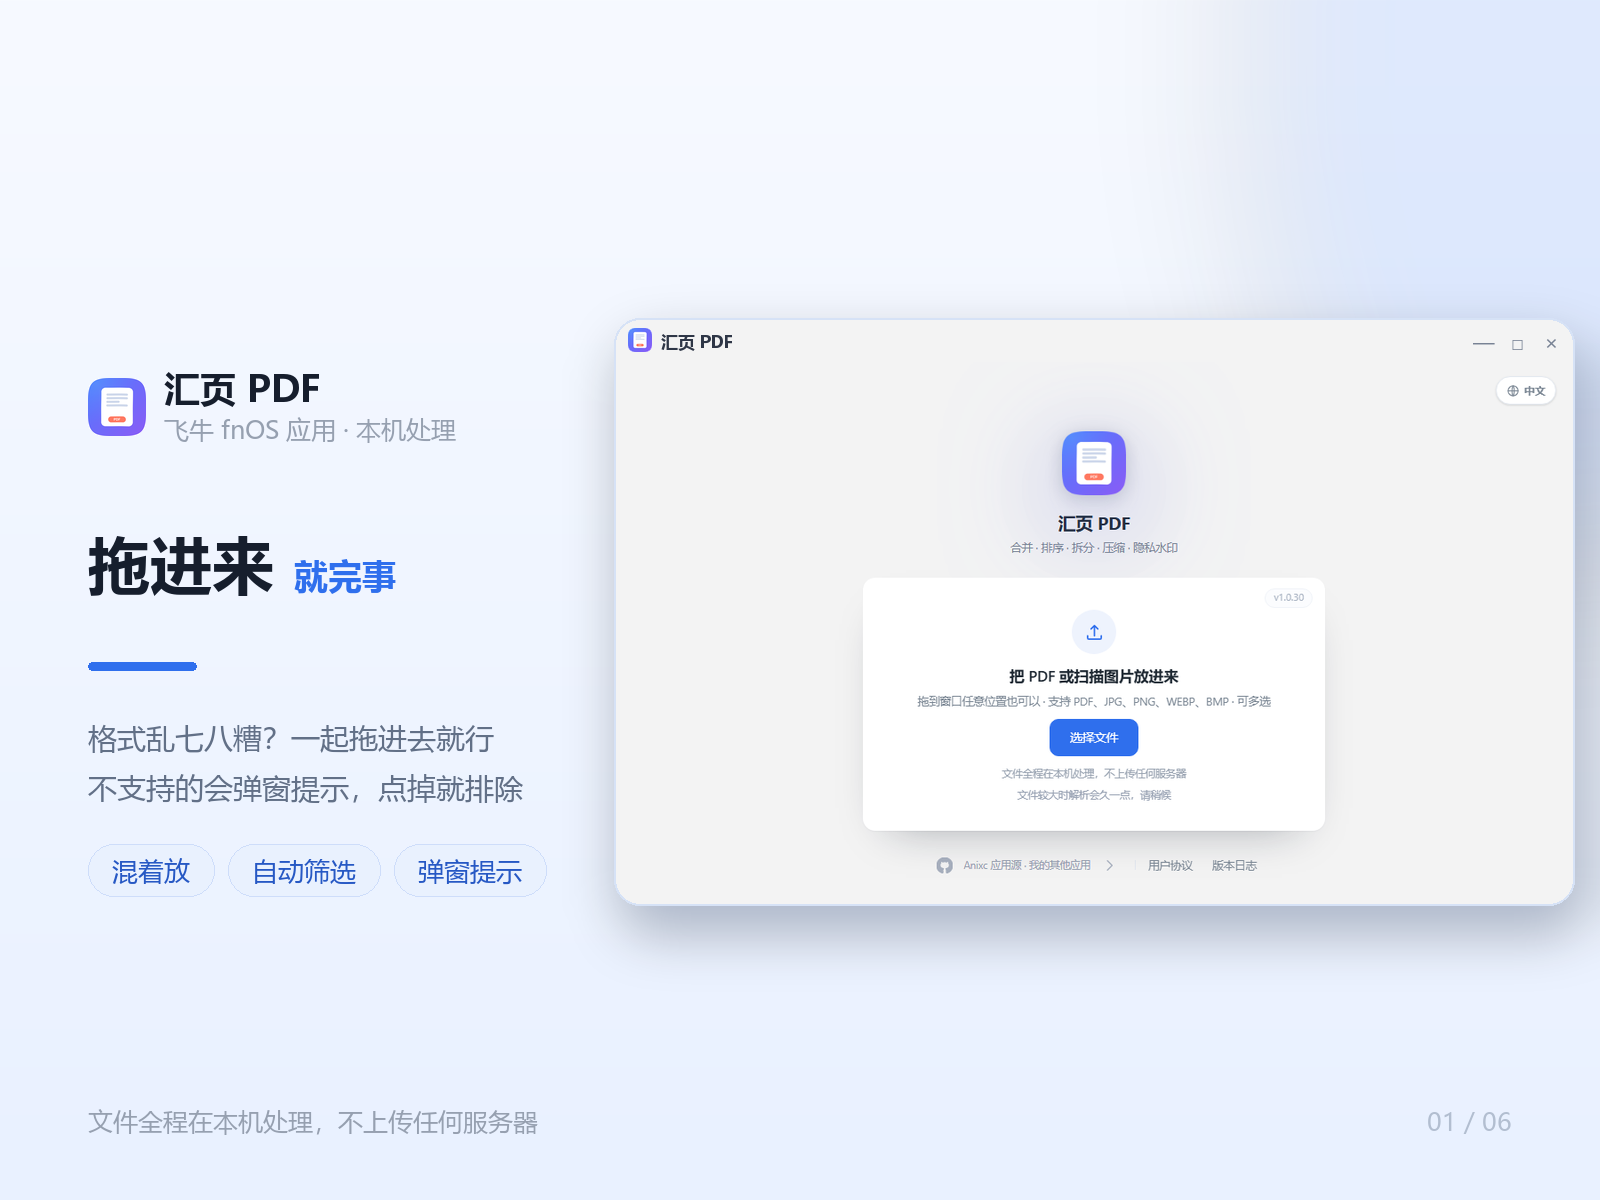 汇页 PDF
飞牛 fnOS 应用 · 本机处理
拖进来 就完事
格式乱七八糟？一起拖进去就行
不支持的会弹窗提示，点掉就排除
混着放 自动筛选 弹窗提示
汇页 PDF
中文
汇页 PDF
合并 · 排序 · 拆分 · 压缩 · 隐私水印
v1.0.30
把 PDF 或扫描图片放进来
拖到窗口任意位置也可以 · 支持 PDF、JPG、PNG、WEBP、BMP · 可多选
选择文件
文件全程在本机处理，不上传任何服务器
文件较大时解析会久一点，请稍候
Anixc 应用源 · 我的其他应用 用户协议 版本日志
文件全程在本机处理，不上传任何服务器
01 / 06